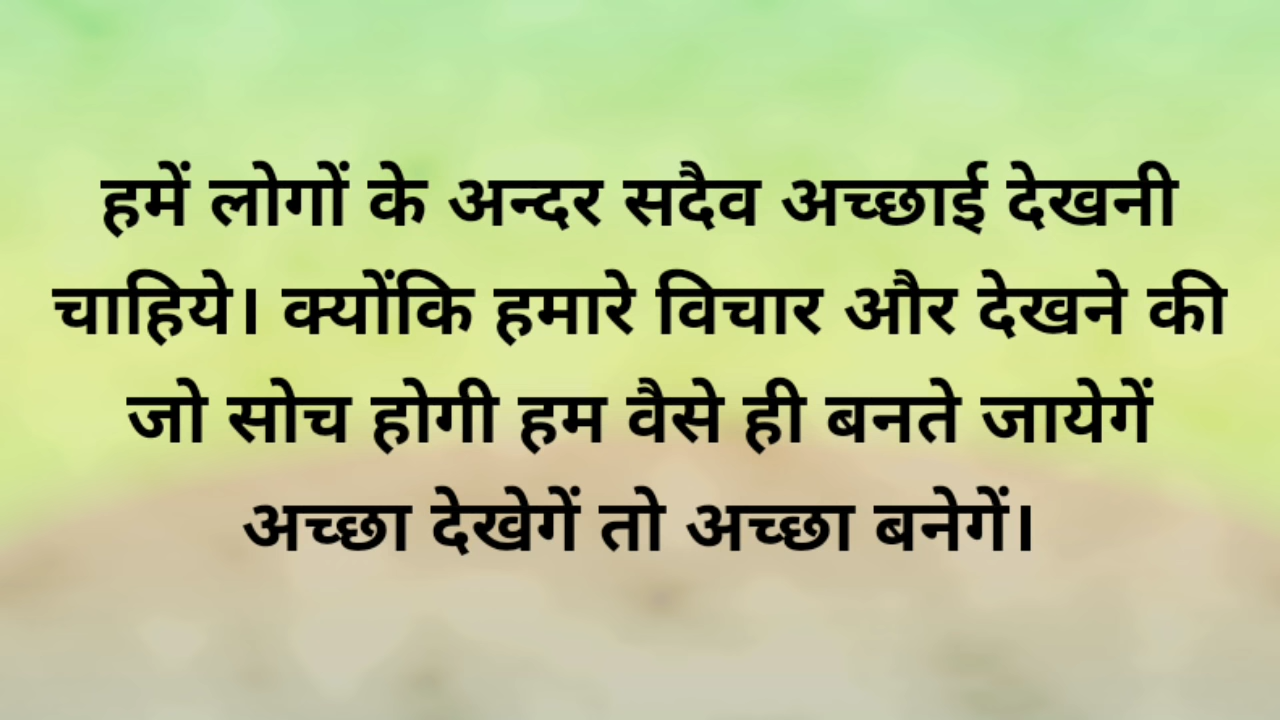 हमें लोगों के अन्दर सदैव अच्छाई देखनी
चाहिये। क्योंकि हमारे विचार और देखने की
जो सोच होगी हम वैसे ही बनते जायेगें
अच्छा देखेगें तो अच्छा बनेगें।